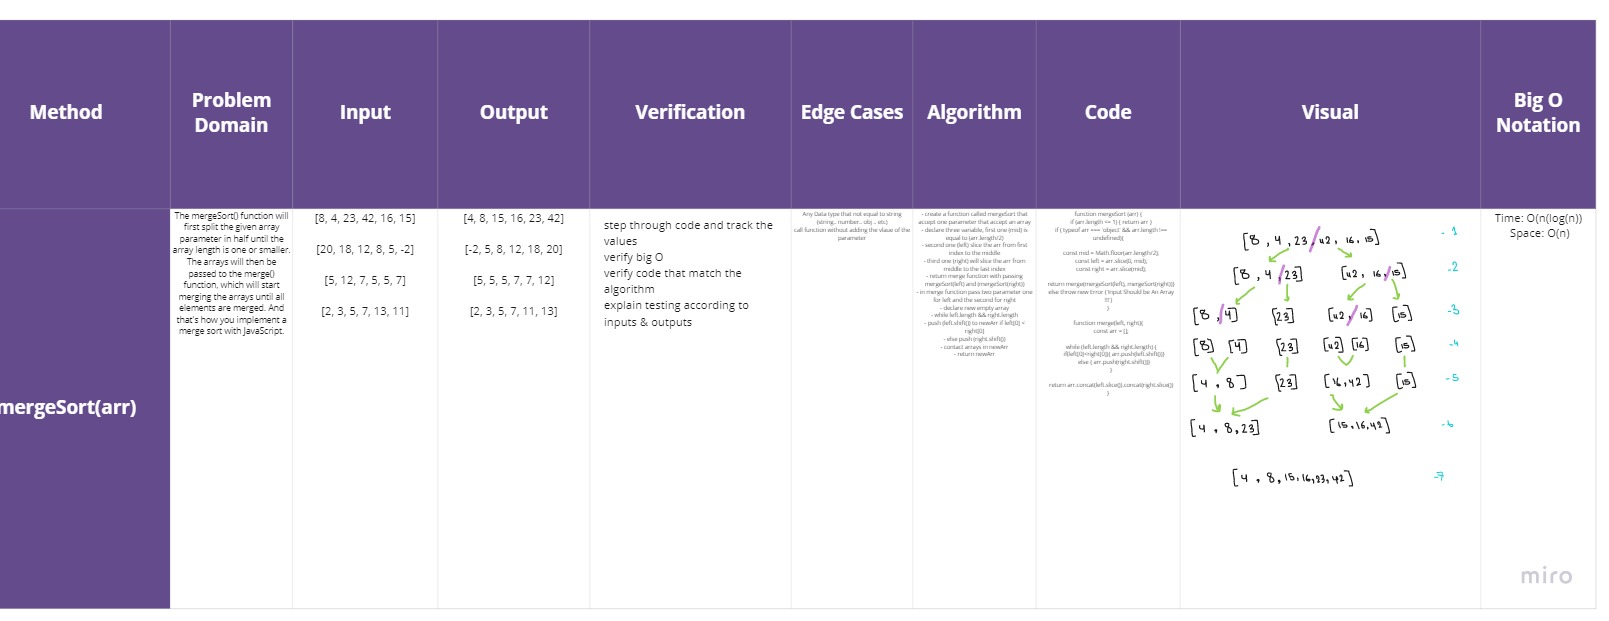 Method
Problem
Domain
Input
Output
Verification
Edge Cases
Algorithm
Code
Visual
Big O
Notation
mergeSort(arr)
The mergeSort() function will
first split the given array
parameter in half until the
array length is one or smaller.
The arrays will then be
passed to the merge()
function, which will start
merging the arrays until all
elements are merged. And
that's how you implement a
merge sort with JavaScript.
[8, 4, 23, 42, 16, 15]
[20, 18, 12, 8, 5, -2]
[5, 12, 7, 5, 5, 7]
[2, 3, 5, 7, 13, 11]
[4, 8, 15, 16, 23, 42]
[-2, 5, 8, 12, 18, 20]
[5, 5, 5, 7, 7, 12]
[2, 3, 5, 7, 11, 13]
step through code and track the
values
verify big O
verify code that match the
algorithm
explain testing according to
inputs & outputs
Any Data type that not equal to string
(string.. number.. obj .. etc)
call function without adding the vlaue of the
parameter
- create a function called mergeSort that
accept one parameter that accept an array
- declare three variable, first one (mid) is
equal to (arr.length/2)
- second one (left) slice the arr from first
index to the middle
- third one (right) will slice the arr from
middle to the last index
- return merge function with passing
mergeSort(left) and (mergeSort(right))
- in merge function pass two parameter one
for left and the second for right
- declare new empty array
- while left.length && right.length
- push (left.shift()) to newArr if left[0] <
right[0]
- else push (right.shift())
- contact arrays in newArr
- return newArr
function mergeSort (arr) {
if (arr.length <= 1) { return arr }
if ( typeof arr === 'object' && arr.length !==
undefined){
const mid = Math.floor(arr.length/2);
const left = arr.slice(0, mid);
const right = arr.slice(mid);
return merge(mergeSort(left), mergeSort(right))}
else throw new Error ('Input Should be An Array
!!!')
}
function merge(left, right){
const arr = [];
while (left.length && right.length) {
if(left[0]<right[0]){ arr.push(left.shift())}
else { arr.push(right.shift())}
}
return arr.concat(left.slice()).concat(right.slice())
}
[8, 4, 23, 42, 16, 15] - 1
[8, 4, 23] [42, 16, 15] -2
[8, 4] [23] [42, 16] [15] -3
[8] [4] [23] [42] [16] [15] -4
[4, 8] [23] [16, 42] [15] -5
[4, 8, 23] [15, 16, 42] -6
[4, 8, 15, 16, 23, 42] -7
Time: O(n(log(n))
Space: O(n)
miro